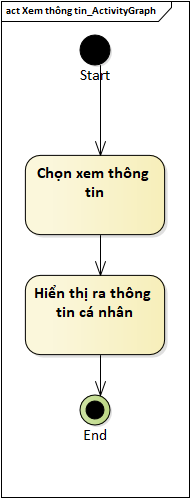 act Xem thông tin_ActivityGraph
Start
Chọn xem thông
tin
Hiển thị ra thông
tin cá nhân
End